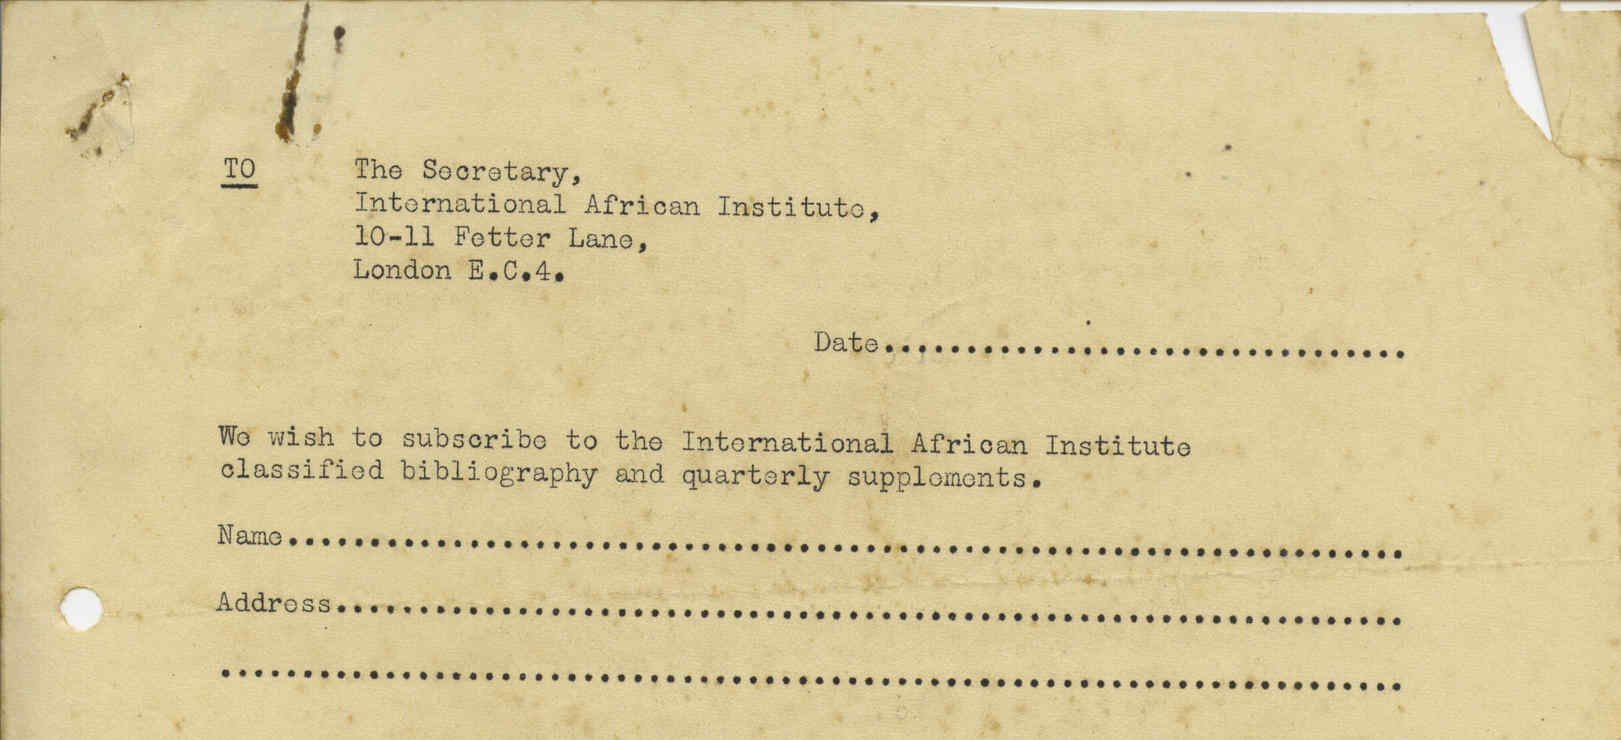 TO The Secretary,
International African Institute,
10-11 Fetter Lane,
London E.C.4.
Date................................
We wish to subscribe to the International African Institute
classified bibliography and quarterly supplements.
Name....................................................................
Address.................................................................
........................................................................